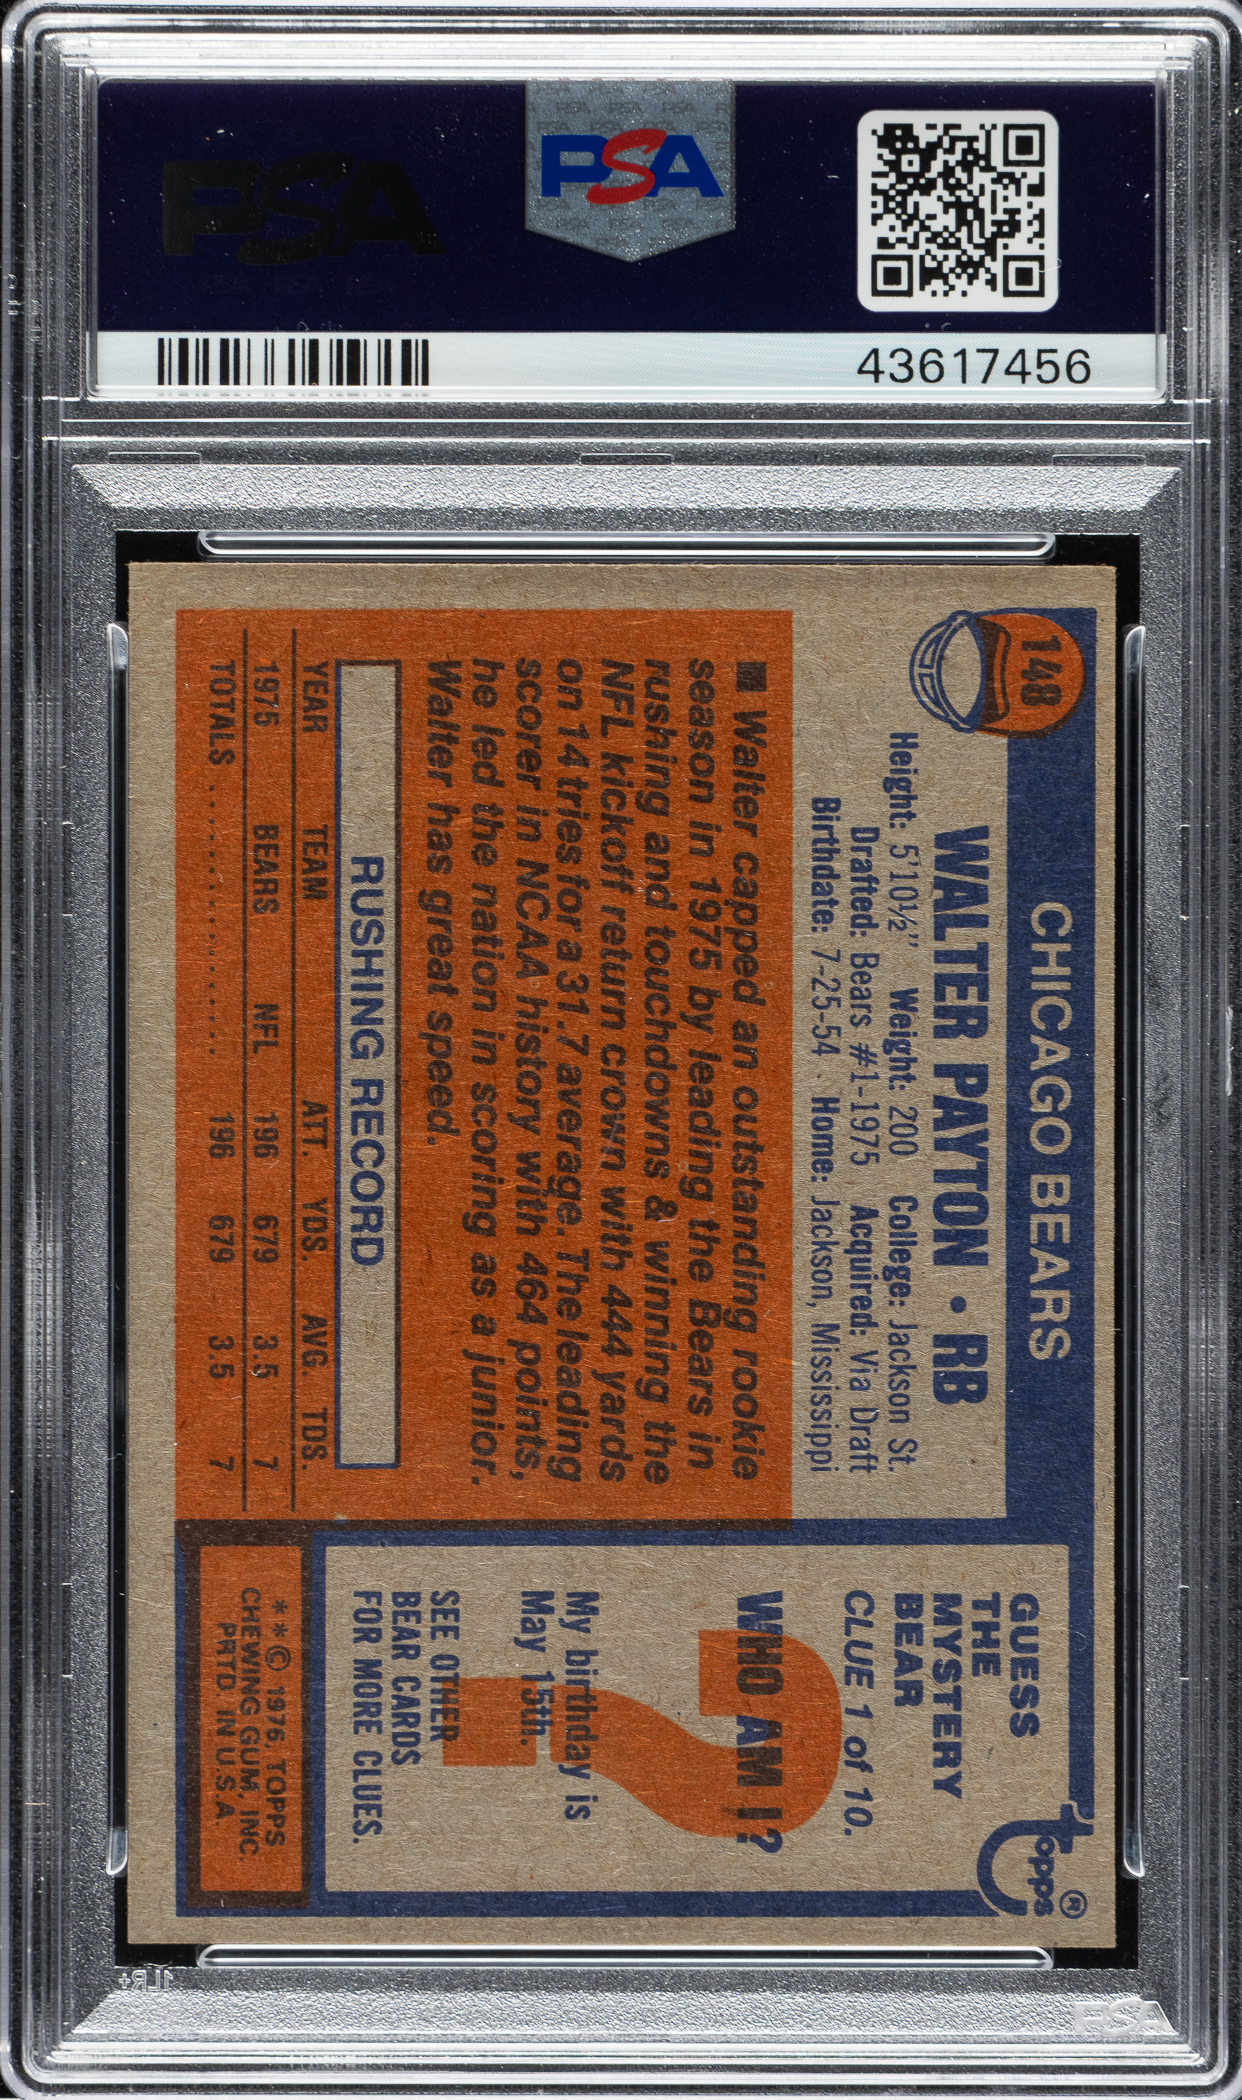 PSA
PSA
43617456
148
CHICAGO BEARS
WALTER PAYTON • RB
Height: 5'10½" Weight: 200 College: Jackson St.
Drafted: Bears #1-1975 Acquired: Via Draft
Birthdate: 7-25-54 Home: Jackson, Mississippi
■ Walter capped an outstanding rookie
season in 1975 by leading the Bears in
rushing and touchdowns & winning the
NFL kickoff return crown with 444 yards
on 14 tries for a 31.7 average. The leading
scorer in NCAA history with 464 points,
he led the nation in scoring as a junior.
Walter has great speed.
RUSHING RECORD
YEAR TEAM ATT. YDS. AVG. TDS.
1975 BEARS NFL 196 679 3.5 7
TOTALS .................... 196 679 3.5 7
topps®
GUESS
THE
MYSTERY
BEAR
CLUE 1 of 10.
WHO AM I?
My birthday is
May 15th.
SEE OTHER
BEAR CARDS
FOR MORE CLUES.
**© 1976, TOPPS
CHEWING GUM, INC.
PRTD. IN U.S.A.
1LR+
PSA